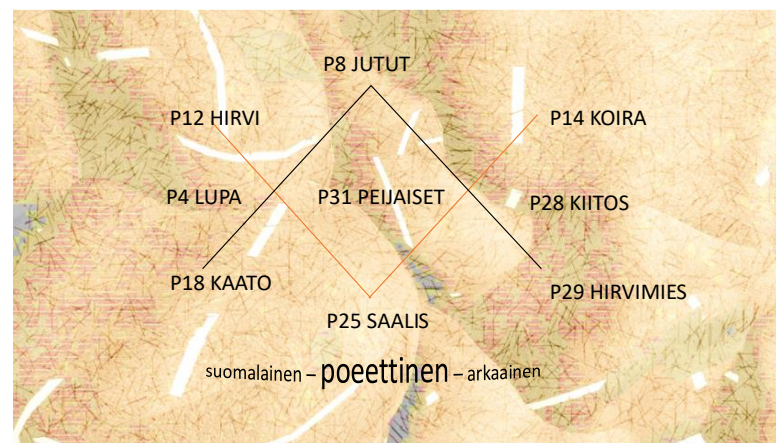 P8 JUTUT
P12 HIRVI
P14 KOIRA
P4 LUPA
P31 PEIJAISET
P28 KIITOS
P18 KAATO
P29 HIRVIMIES
P25 SAALIS
suomalainen – poeettinen – arkaainen